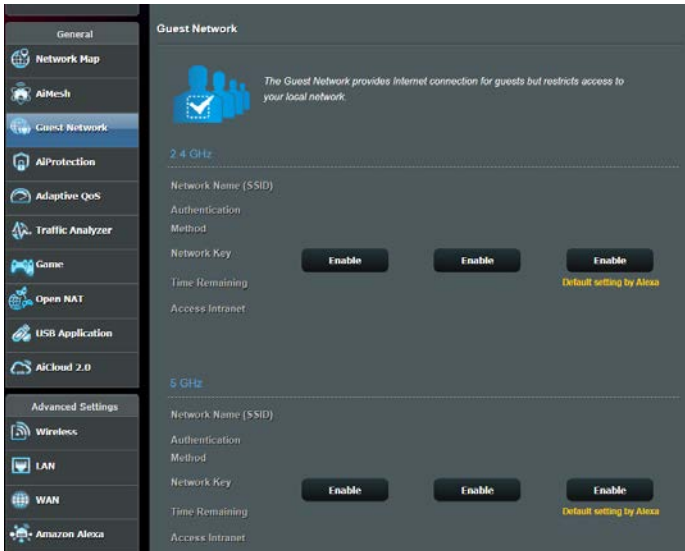 General
Network Map
AiMesh
Guest Network
AiProtection
Adaptive QoS
Traffic Analyzer
Game
Open NAT
USB Application
AiCloud 2.0
Advanced Settings
Wireless
LAN
WAN
Amazon Alexa
Guest Network
The Guest Network provides Internet connection for guests but restricts access to
your local network.
2.4 GHz
Network Name (SSID)
Authentication
Method
Network Key
Enable Enable Enable
Time Remaining
Default setting by Alexa
Access Intranet
5 GHz
Network Name (SSID)
Authentication
Method
Network Key
Enable Enable Enable
Time Remaining
Default setting by Alexa
Access Intranet